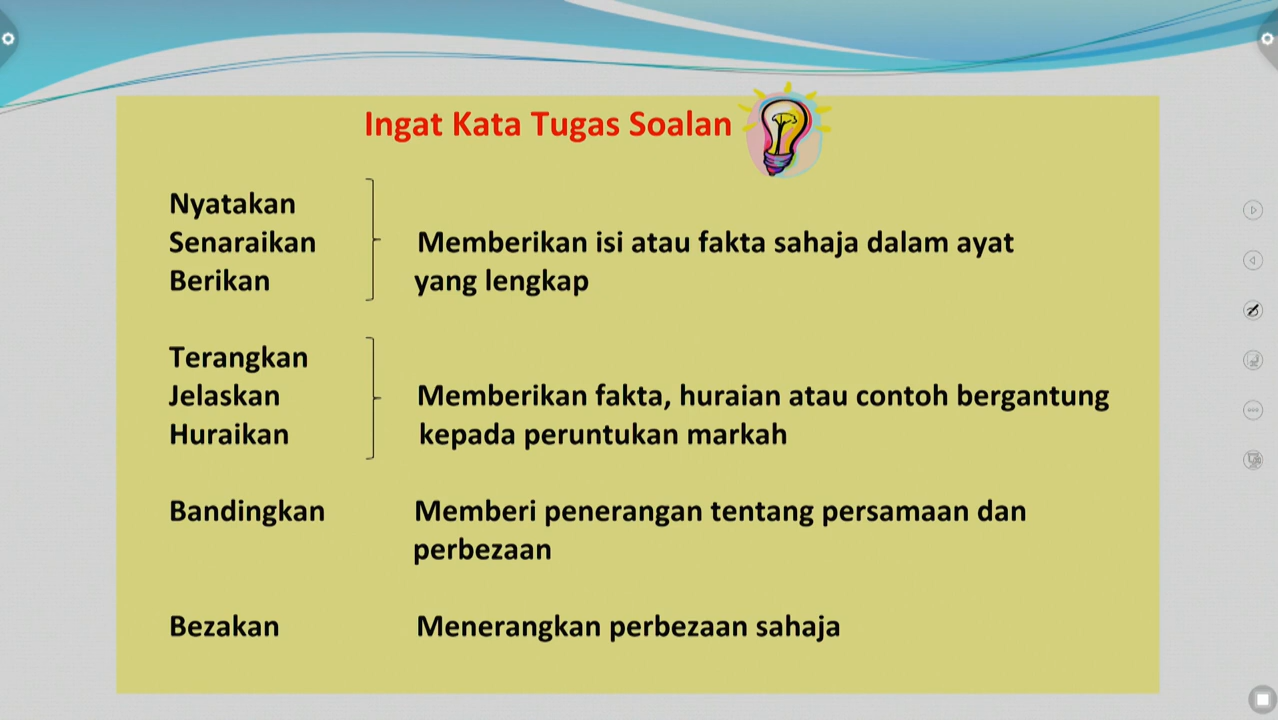 Ingat Kata Tugas Soalan
Nyatakan
Senaraikan
Berikan
Memberikan isi atau fakta sahaja dalam ayat
yang lengkap
Terangkan
Jelaskan
Huraikan
Memberikan fakta, huraian atau contoh bergantung
kepada peruntukan markah
Bandingkan
Memberi penerangan tentang persamaan dan
perbezaan
Bezakan
Menerangkan perbezaan sahaja